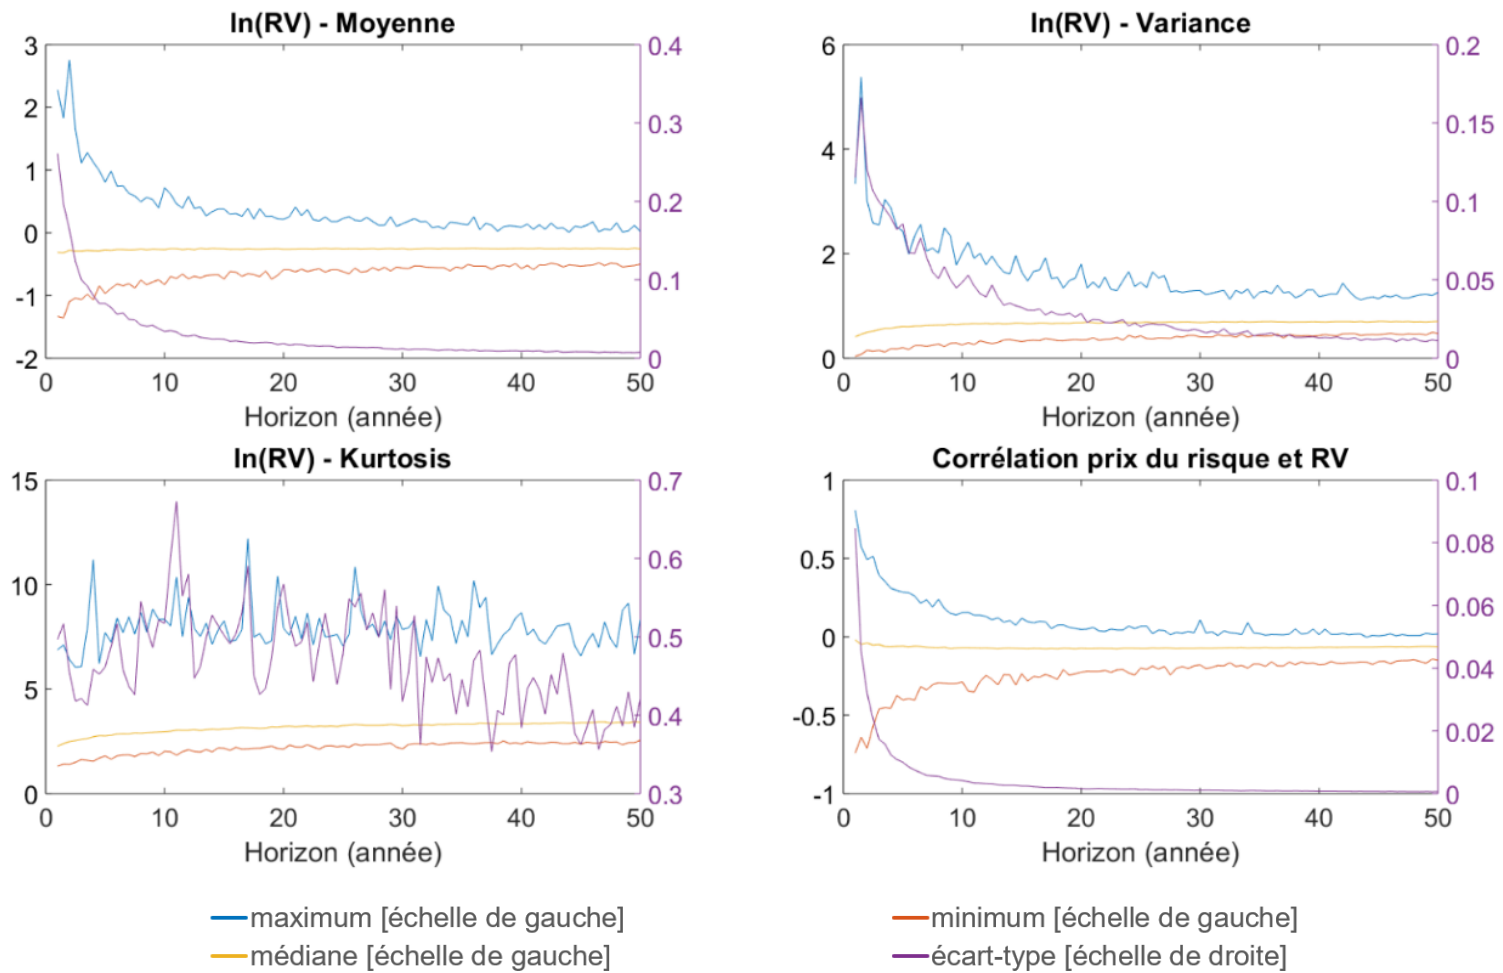 ln(RV) - Moyenne
3
2
1
0
-1
-2
0.4
0.3
0.2
0.1
0
0 10 20 30 40 50
Horizon (année)
ln(RV) - Variance
6
4
2
0
0.2
0.15
0.1
0.05
0
0 10 20 30 40 50
Horizon (année)
ln(RV) - Kurtosis
15
10
5
0
0.7
0.6
0.5
0.4
0.3
0 10 20 30 40 50
Horizon (année)
Corrélation prix du risque et RV
1
0.5
0
-0.5
-1
0.1
0.08
0.06
0.04
0.02
0
0 10 20 30 40 50
Horizon (année)
maximum [échelle de gauche]
minimum [échelle de gauche]
médiane [échelle de gauche]
écart-type [échelle de droite]